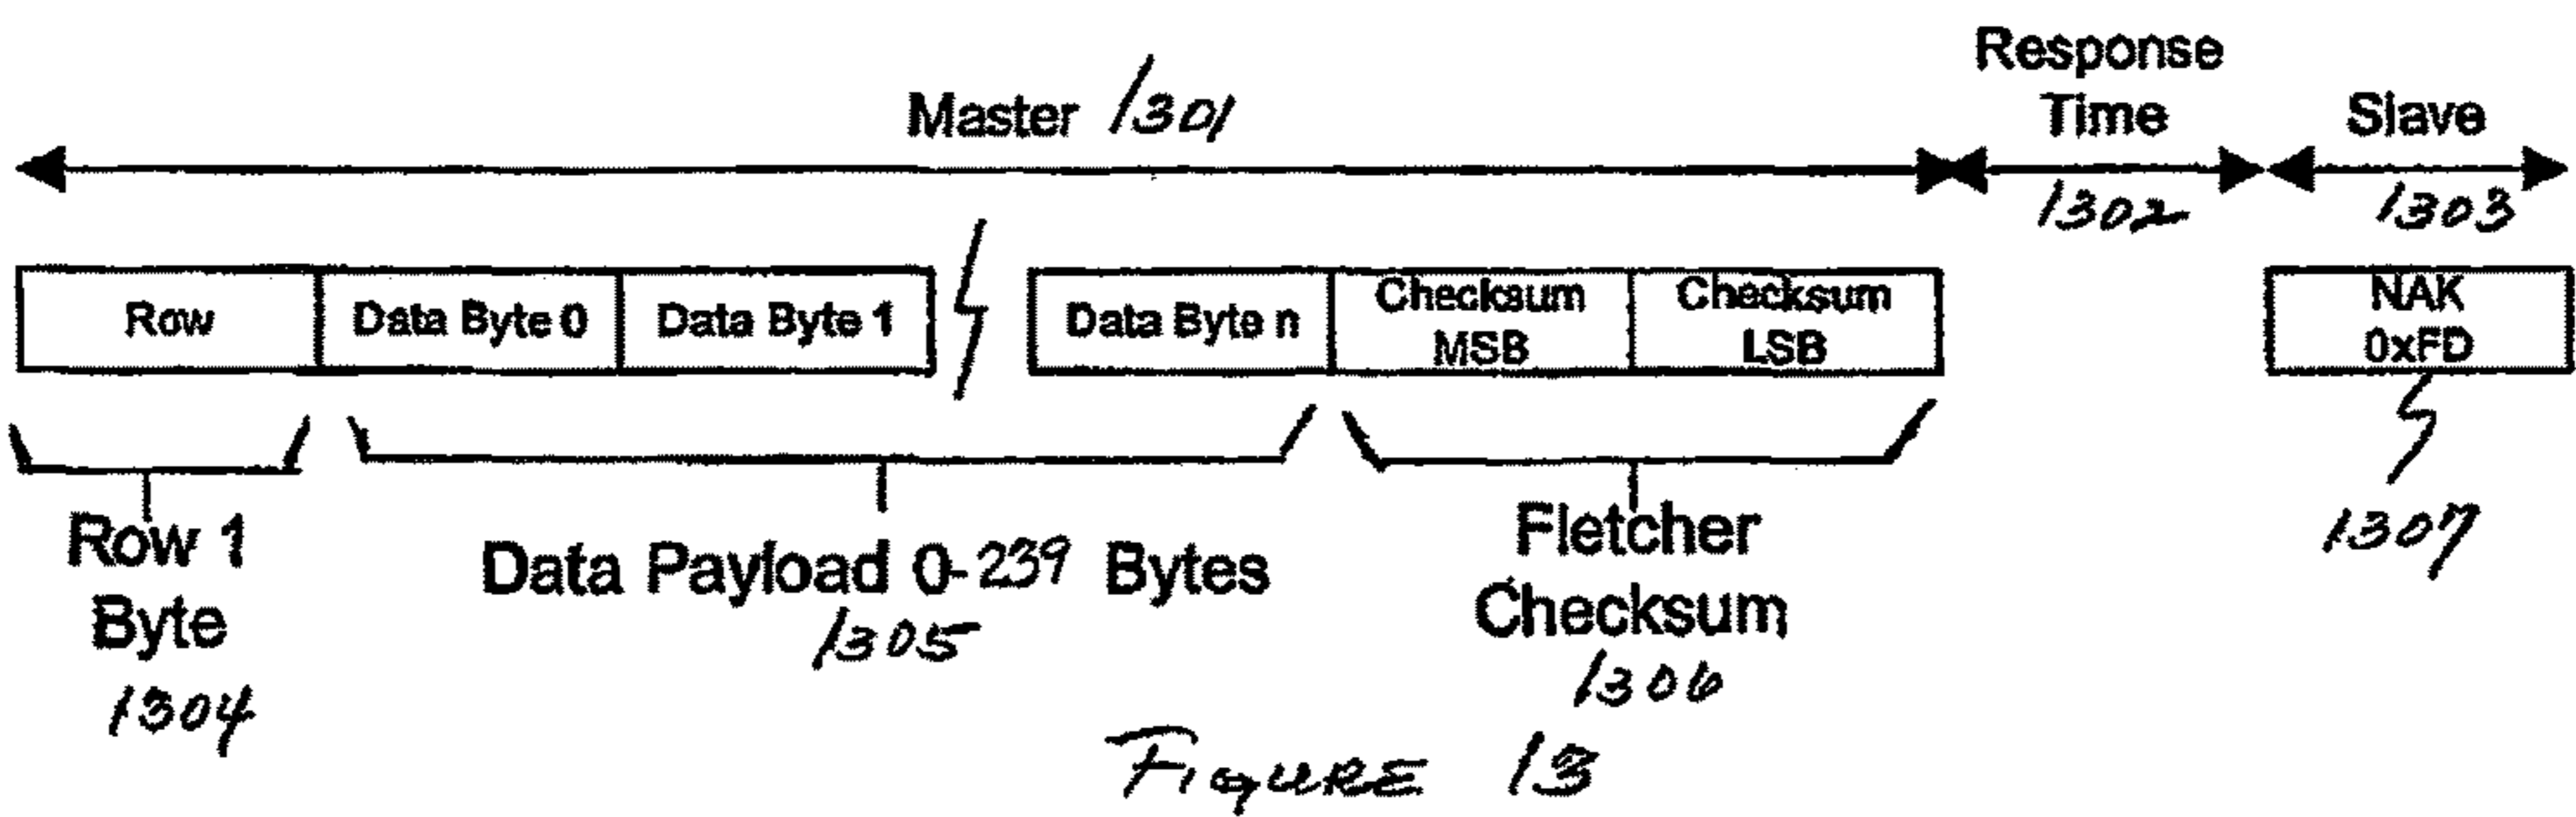 Master 1301
Response
Time
1302
Slave
1303
Row
Data Byte 0
Data Byte 1
Data Byte n
Checksum
MSB
Checksum
LSB
NAK
0xFD
Row 1
Byte
1304
Data Payload 0-239 Bytes
1305
Fletcher
Checksum
1306
1307
FIGURE 13